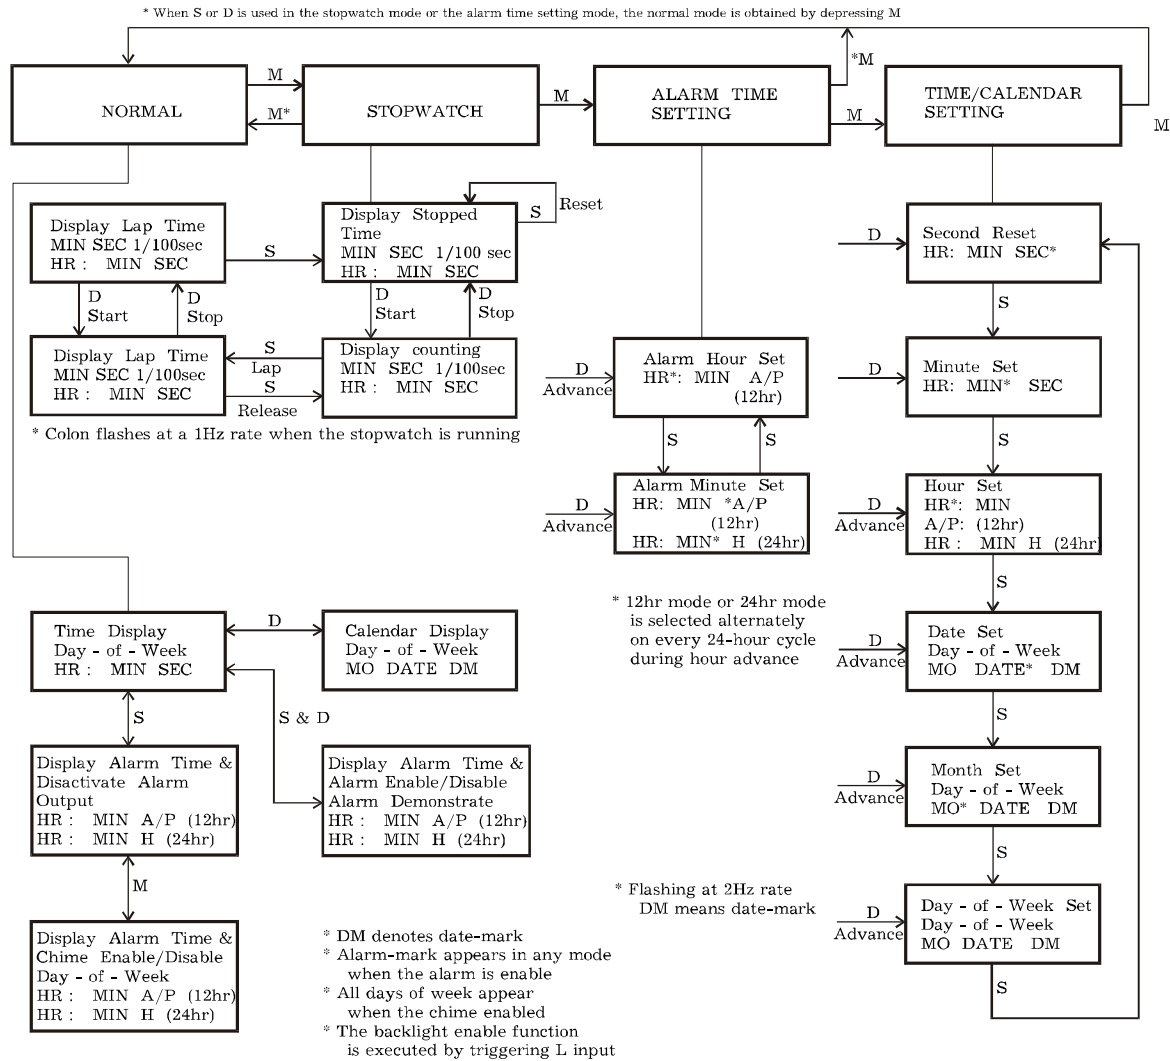 * When S or D is used in the stopwatch mode or the alarm time setting mode, the normal mode is obtained by depressing M
NORMAL
M
M*
STOPWATCH
M
ALARM TIME
SETTING
*M
M
TIME/CALENDAR
SETTING
M
Display Lap Time
MIN SEC 1/100sec
HR : MIN SEC
S
Display Stopped
Time
MIN SEC 1/100 sec
HR : MIN SEC
S
Reset
D
Start
D
Stop
D
Start
D
Stop
Display Lap Time
MIN SEC 1/100sec
HR : MIN SEC
S
Lap
S
Release
Display counting
MIN SEC 1/100sec
HR : MIN SEC
* Colon flashes at a 1Hz rate when the stopwatch is running
D
Advance
Alarm Hour Set
HR*: MIN A/P
(12hr)
S
S
D
Advance
Alarm Minute Set
HR: MIN *A/P
(12hr)
HR: MIN* H (24hr)
* 12hr mode or 24hr mode
is selected alternately
on every 24-hour cycle
during hour advance
D
Second Reset
HR: MIN SEC*
S
D
Minute Set
HR: MIN* SEC
S
D
Advance
Hour Set
HR*: MIN
A/P: (12hr)
HR : MIN H (24hr)
S
D
Advance
Date Set
Day - of - Week
MO DATE* DM
S
D
Advance
Month Set
Day - of - Week
MO* DATE DM
S
D
Advance
Day - of - Week Set
Day - of - Week
MO DATE DM
S
* Flashing at 2Hz rate
DM means date-mark
Time Display
Day - of - Week
HR : MIN SEC
D
Calendar Display
Day - of - Week
MO DATE DM
S
S & D
Display Alarm Time &
Disactivate Alarm
Output
HR : MIN A/P (12hr)
HR : MIN H (24hr)
Display Alarm Time &
Alarm Enable/Disable
Alarm Demonstrate
HR : MIN A/P (12hr)
HR : MIN H (24hr)
M
Display Alarm Time &
Chime Enable/Disable
Day - of - Week
HR : MIN A/P (12hr)
HR : MIN H (24hr)
* DM denotes date-mark
* Alarm-mark appears in any mode
when the alarm is enable
* All days of week appear
when the chime enabled
* The backlight enable function
is executed by triggering L input